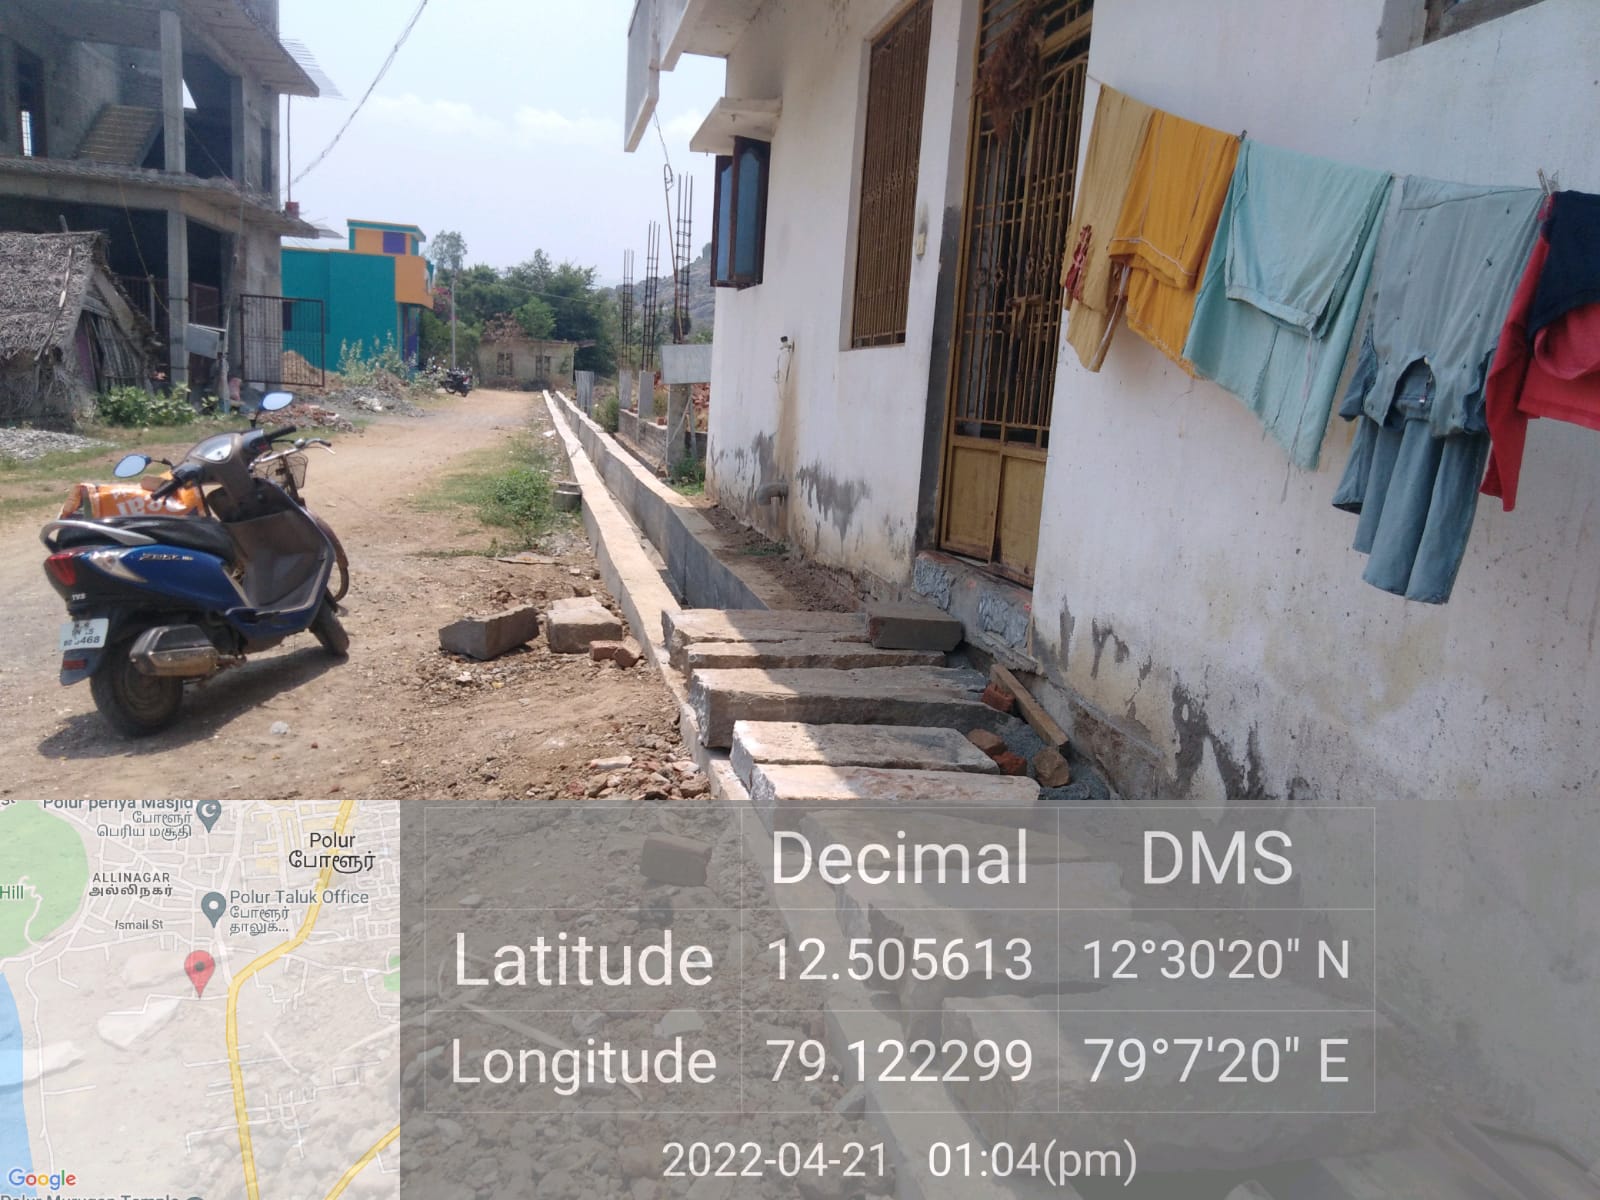 TVS
Polur periya Masjid
போளூர்
பெரிய மசூதி
Polur
போளூர்
ALLINAGAR
அல்லிநகர்
Hill
Polur Taluk Office
போளூர்
தாலுக்...
Ismail St
Google
Decimal DMS
Latitude 12.505613 12°30'20" N
Longitude 79.122299 79°7'20" E
2022-04-21 01:04(pm)